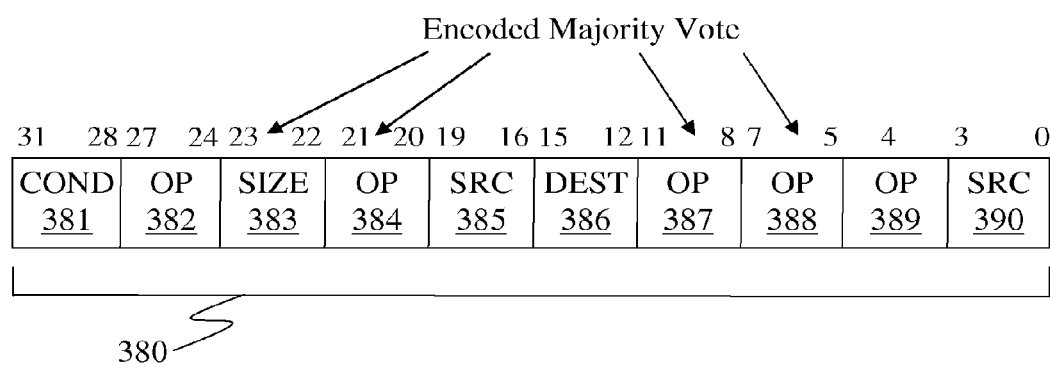 Encoded Majority Vote
31 28 27 24 23 22 21 20 19 16 15 12 11 8 7 5 4 3 0
COND OP SIZE OP SRC DEST OP OP OP SRC
381 382 383 384 385 386 387 388 389 390
380